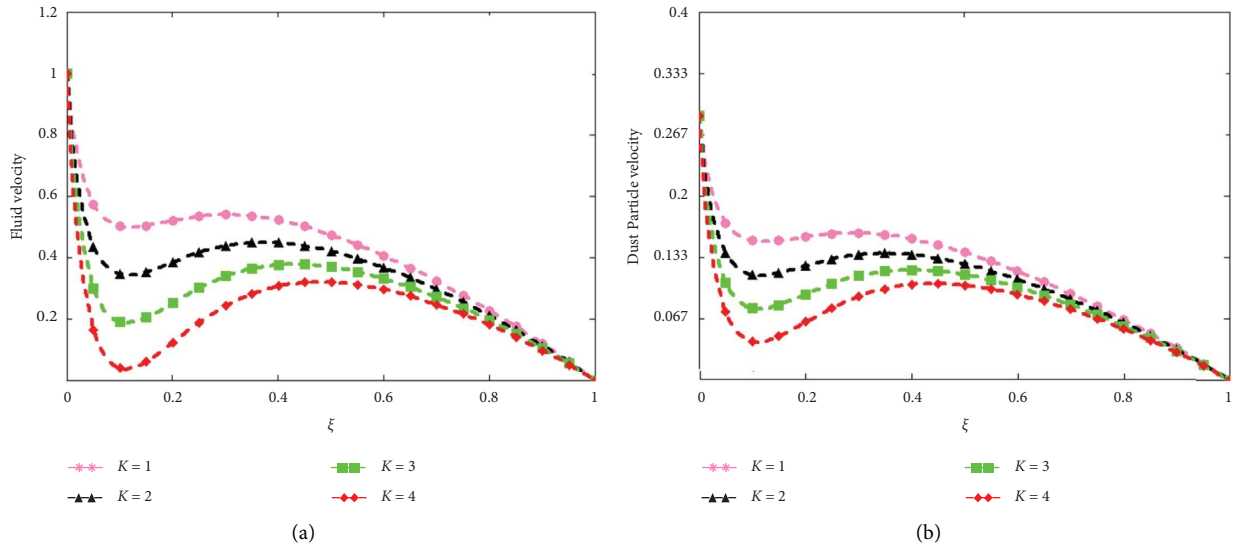 1.2
1
0.8
0.6
0.4
0.2
Fluid velocity
0 0.2 0.4 0.6 0.8 1
ξ
K = 1
K = 2
K = 3
K = 4
(a)
0.4
0.333
0.267
0.2
0.133
0.067
Dust Particle velocity
0 0.2 0.4 0.6 0.8 1
ξ
K = 1
K = 2
K = 3
K = 4
(b)